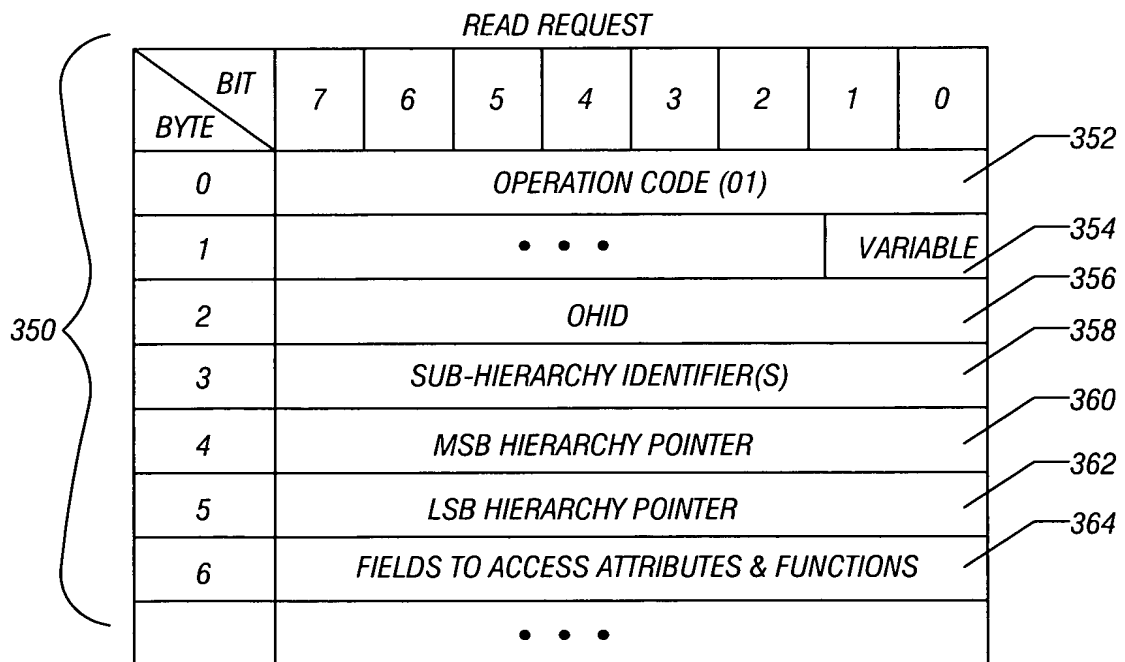 READ REQUEST
BIT
BYTE
7 6 5 4 3 2 1 0
0 OPERATION CODE (01) 352
1 • • • VARIABLE 354
2 OHID 356
3 SUB-HIERARCHY IDENTIFIER(S) 358
4 MSB HIERARCHY POINTER 360
5 LSB HIERARCHY POINTER 362
6 FIELDS TO ACCESS ATTRIBUTES & FUNCTIONS 364
• • •
350